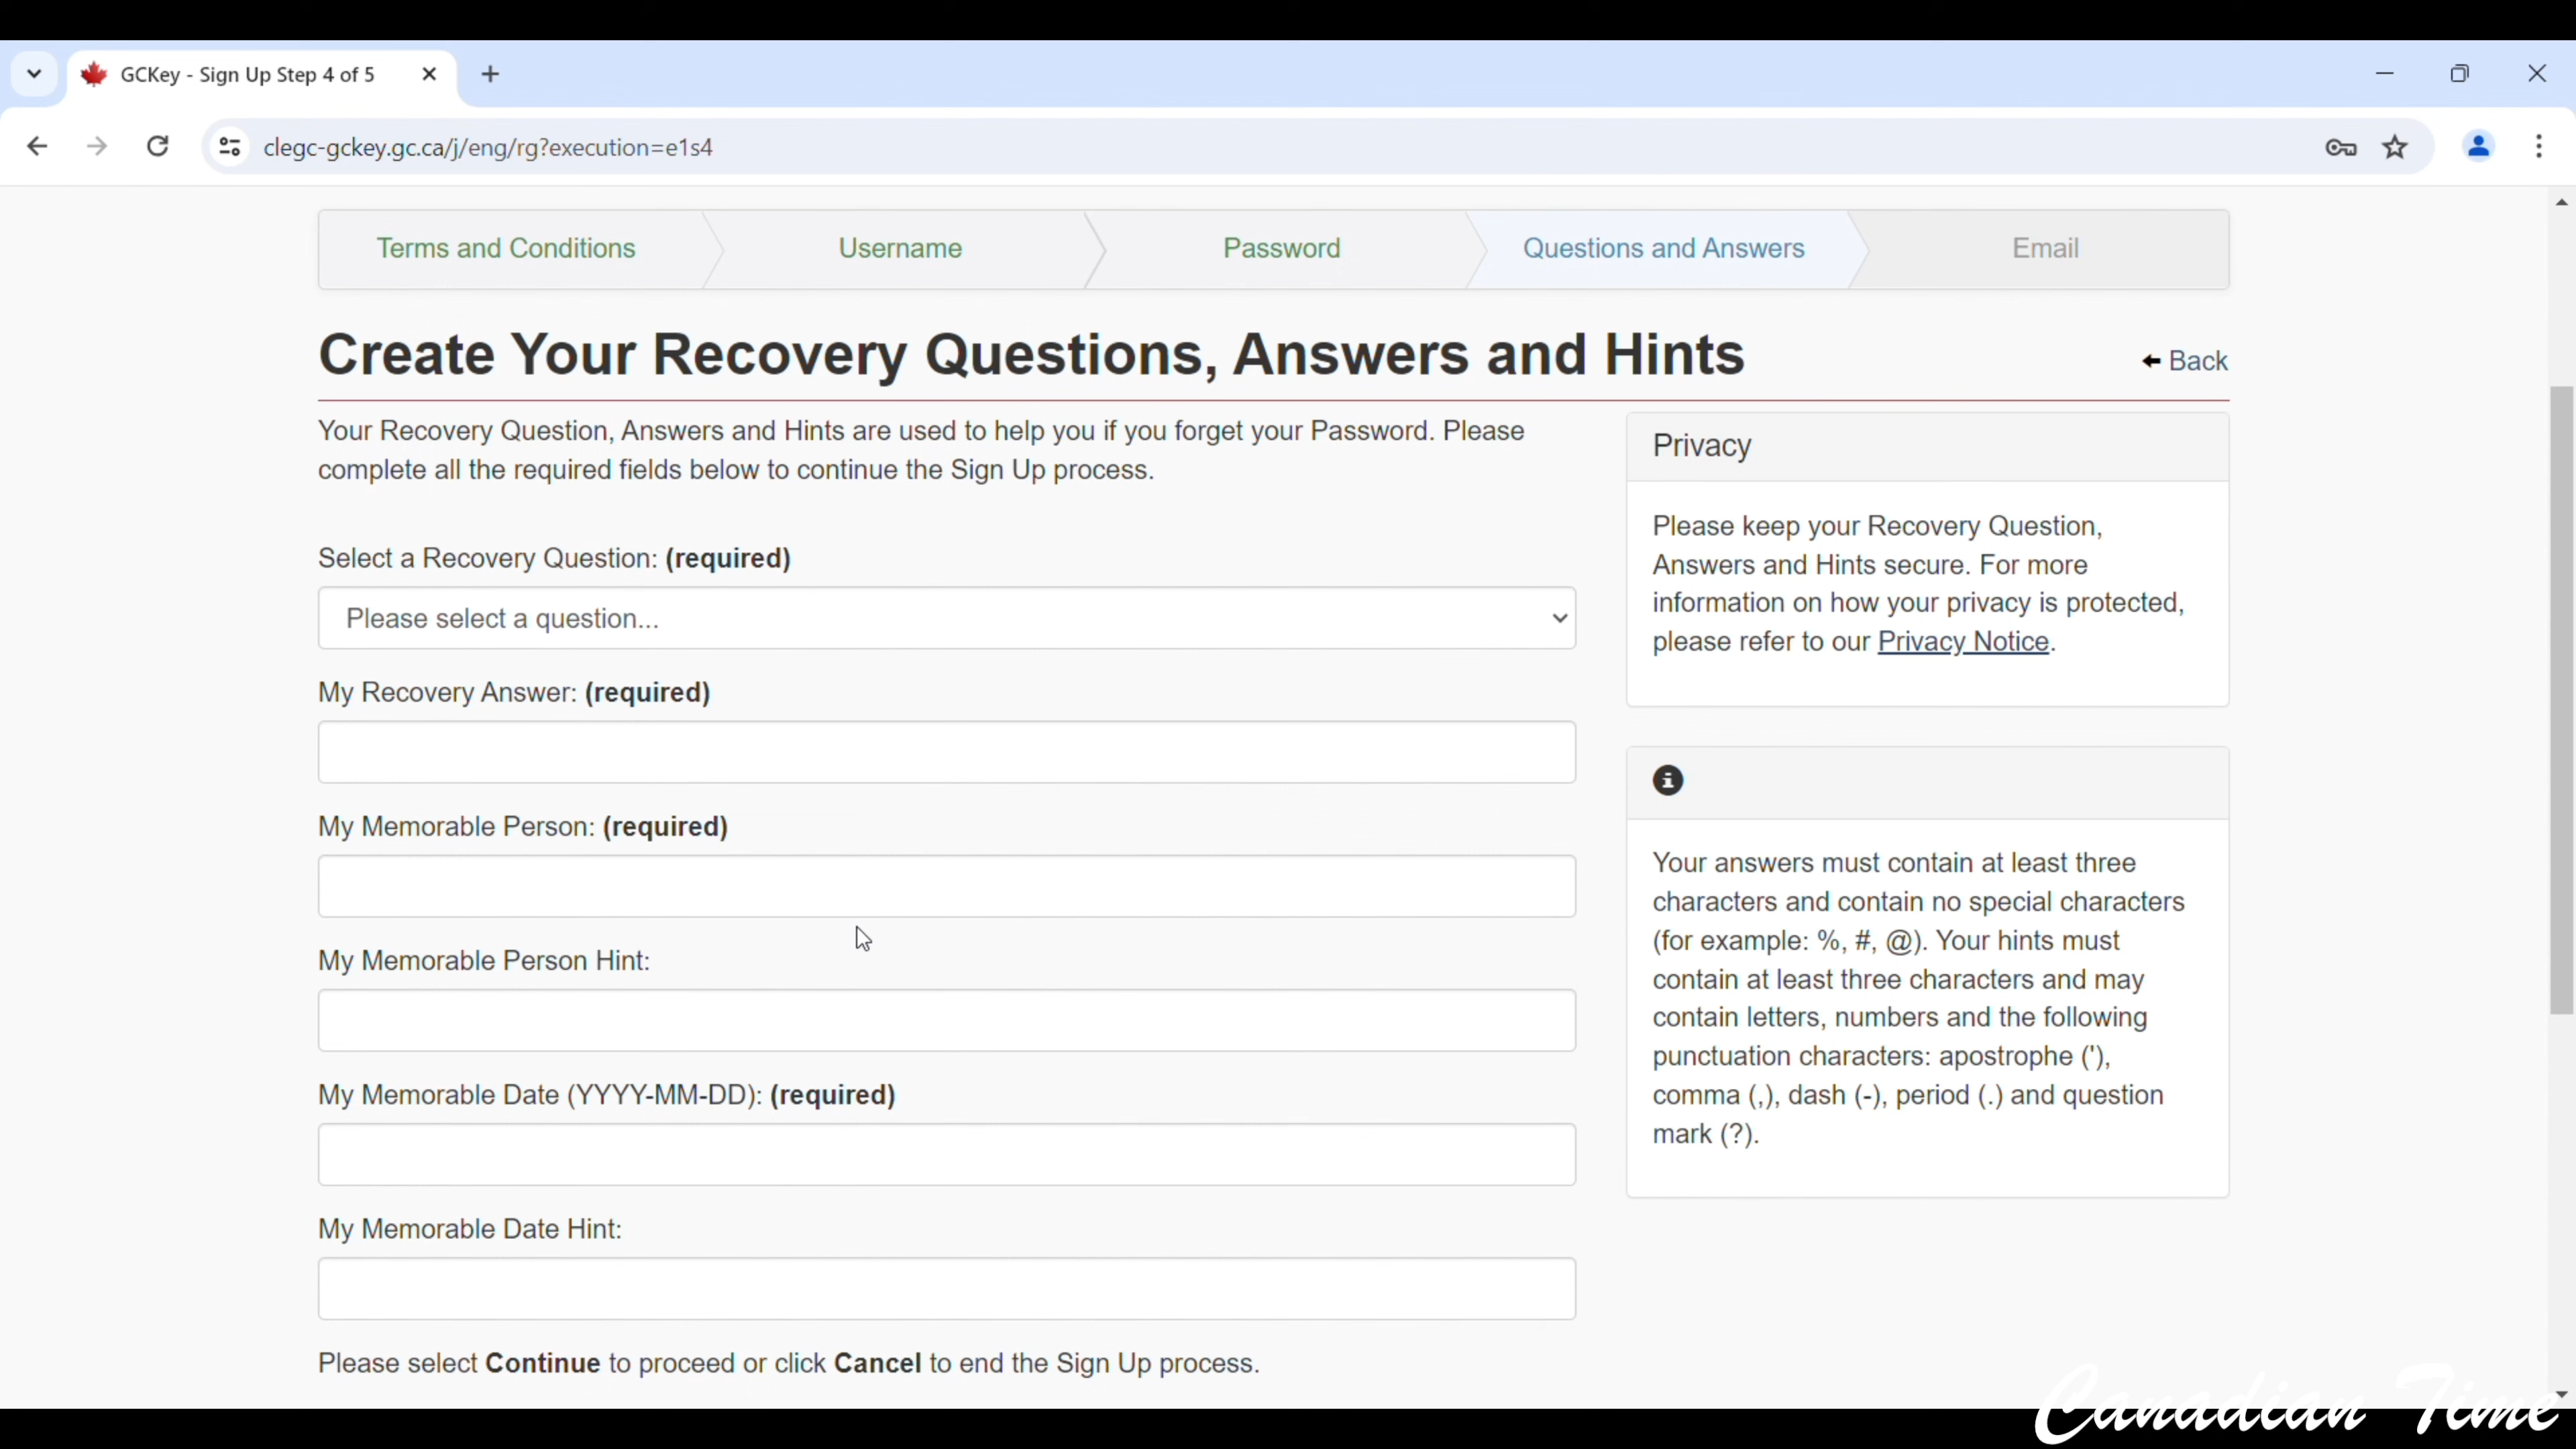 GCKey - Sign Up Step 4 of 5
clegc-gckey.gc.ca/j/eng/rg?execution=e1s4
Terms and Conditions
Username
Password
Questions and Answers
Email
Create Your Recovery Questions, Answers and Hints
Back
Your Recovery Question, Answers and Hints are used to help you if you forget your Password. Please
complete all the required fields below to continue the Sign Up process.
Select a Recovery Question: (required)
Please select a question...
My Recovery Answer: (required)
My Memorable Person: (required)
My Memorable Person Hint:
My Memorable Date (YYYY-MM-DD): (required)
My Memorable Date Hint:
Please select Continue to proceed or click Cancel to end the Sign Up process.
Privacy
Please keep your Recovery Question,
Answers and Hints secure. For more
information on how your privacy is protected,
please refer to our Privacy Notice.
Your answers must contain at least three
characters and contain no special characters
(for example: %, #, @). Your hints must
contain at least three characters and may
contain letters, numbers and the following
punctuation characters: apostrophe ('),
comma (,), dash (-), period (.) and question
mark (?).
Canadian Time